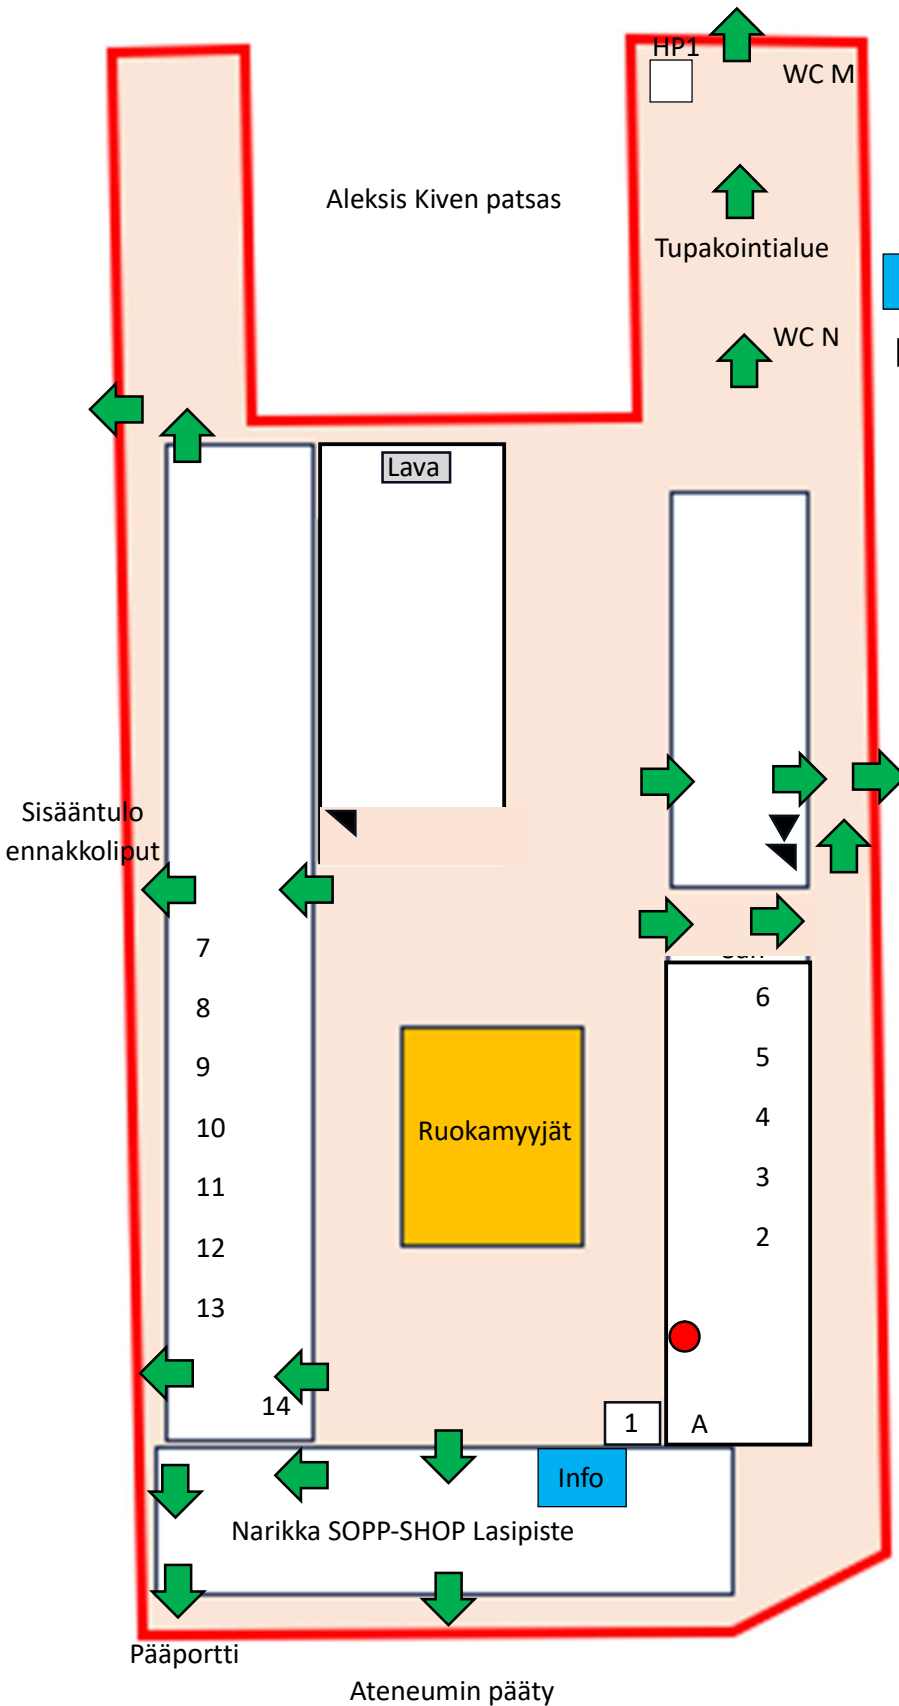 HP1
WC M
Aleksis Kiven patsas
Tupakointialue
WC N
Lava
Sisääntulo
ennakkoliput
7
8
9
10
11
12
13
14
Ruokamyyjät
6
5
4
3
2
1
A
Info
Narikka SOPP-SHOP Lasipiste
Pääportti
Ateneumin pääty